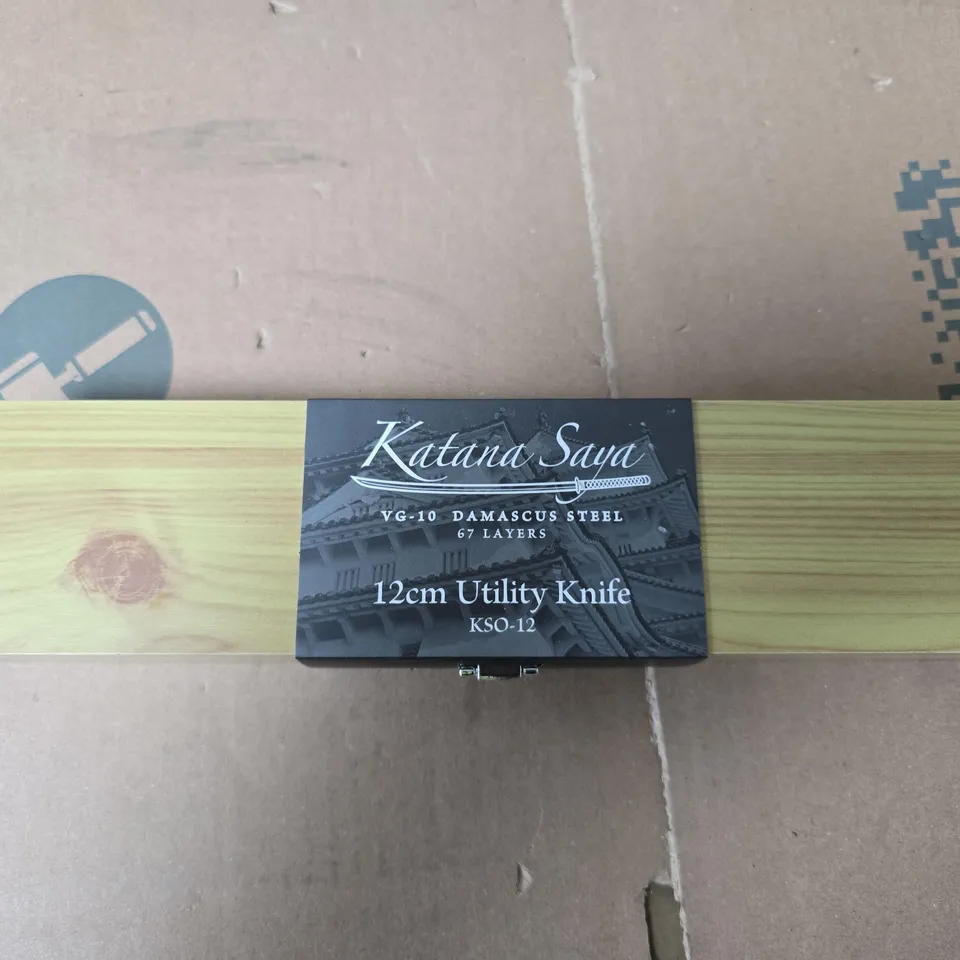 Katana Saya
VG-10 DAMASCUS STEEL
67 LAYERS
12cm Utility Knife
KSO-12